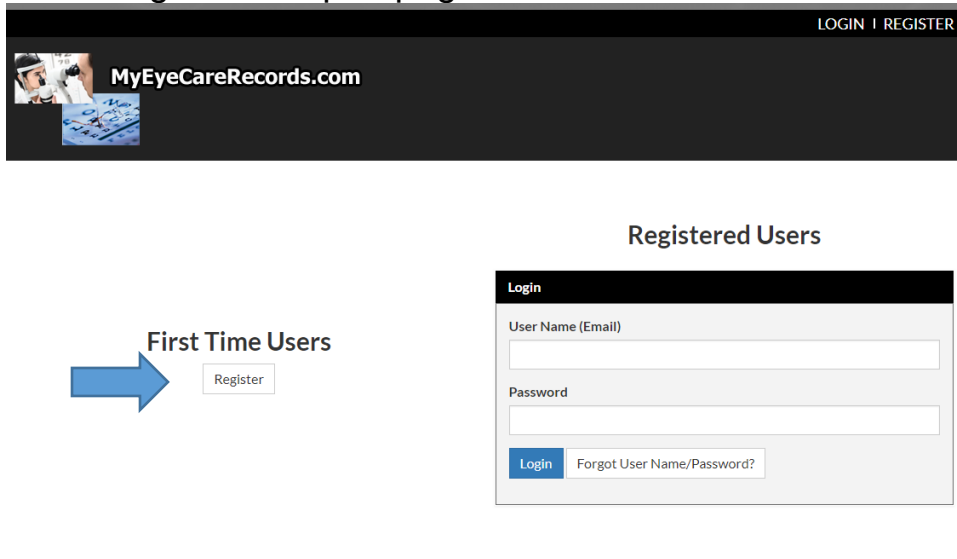 LOGIN | REGISTER
MyEyeCareRecords.com
First Time Users
Register
Registered Users
Login
User Name (Email)
Password
Login Forgot User Name/Password?